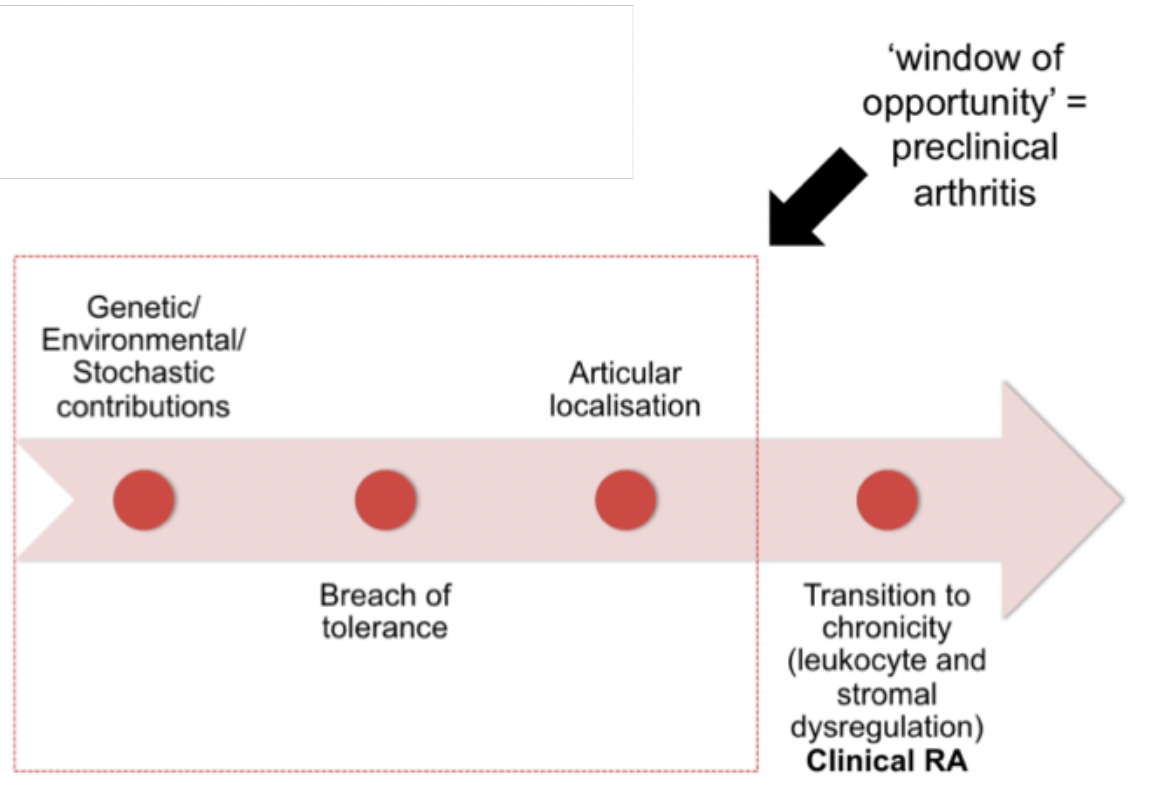 ‘window of
opportunity’ =
preclinical
arthritis
Genetic/
Environmental/
Stochastic
contributions
Articular
localisation
Breach of
tolerance
Transition to
chronicity
(leukocyte and
stromal
dysregulation)
Clinical RA